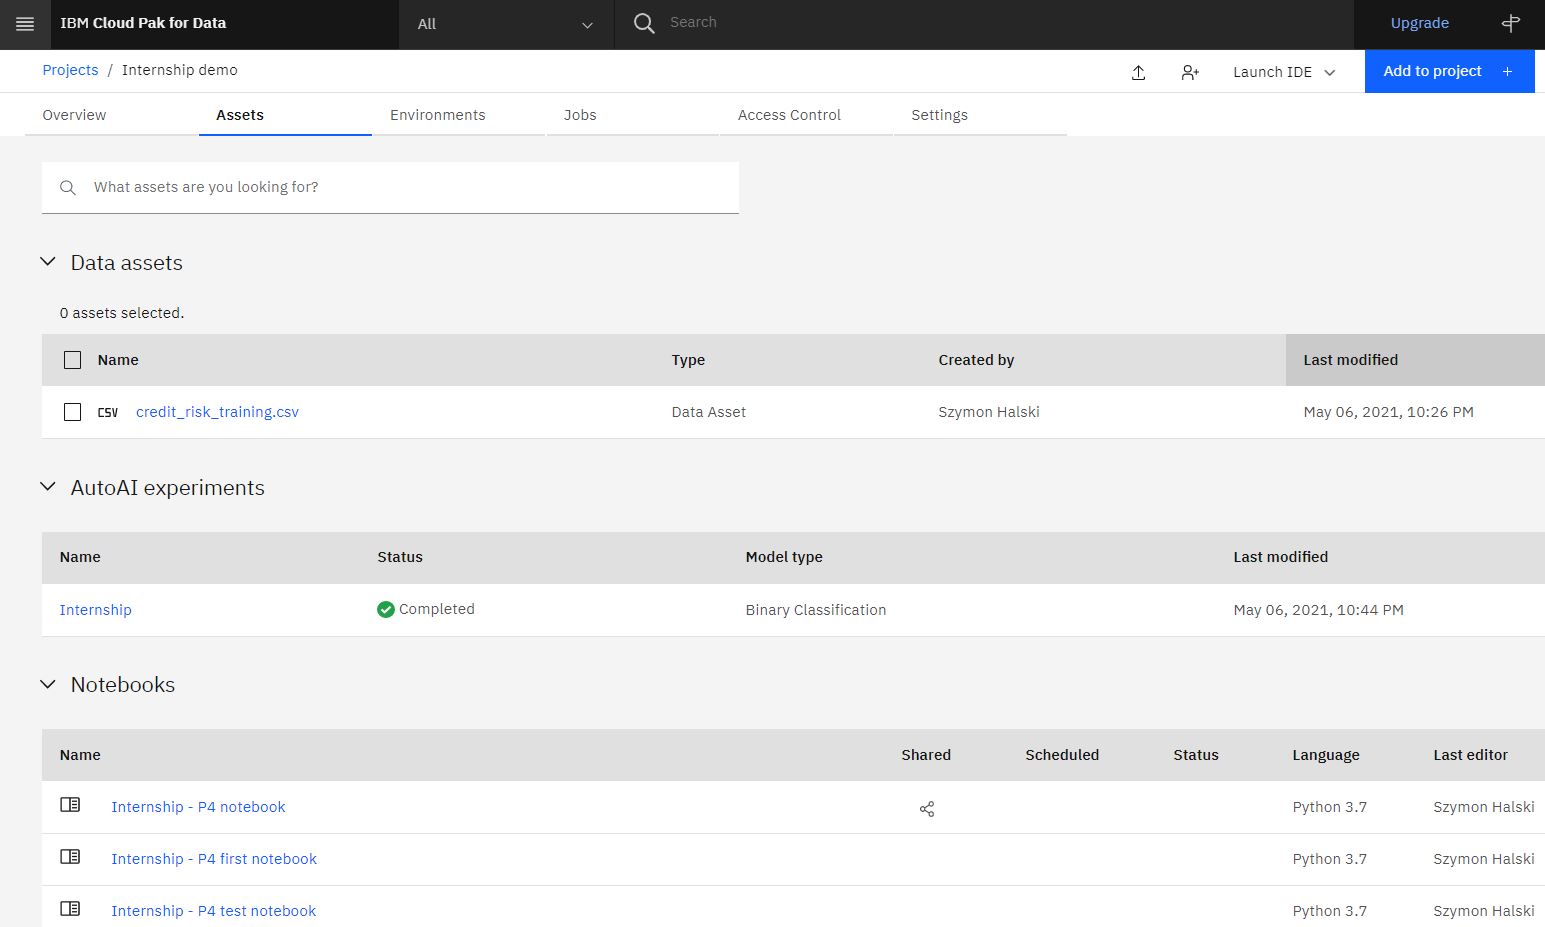 IBM Cloud Pak for Data All Search Upgrade
Projects / Internship demo Launch IDE Add to project +
Overview Assets Environments Jobs Access Control Settings
What assets are you looking for?
Data assets
0 assets selected.
Name Type Created by Last modified
CSV credit_risk_training.csv Data Asset Szymon Halski May 06, 2021, 10:26 PM
AutoAI experiments
Name Status Model type Last modified
Internship Completed Binary Classification May 06, 2021, 10:44 PM
Notebooks
Name Shared Scheduled Status Language Last editor
Internship - P4 notebook Python 3.7 Szymon Halski
Internship - P4 first notebook Python 3.7 Szymon Halski
Internship - P4 test notebook Python 3.7 Szymon Halski